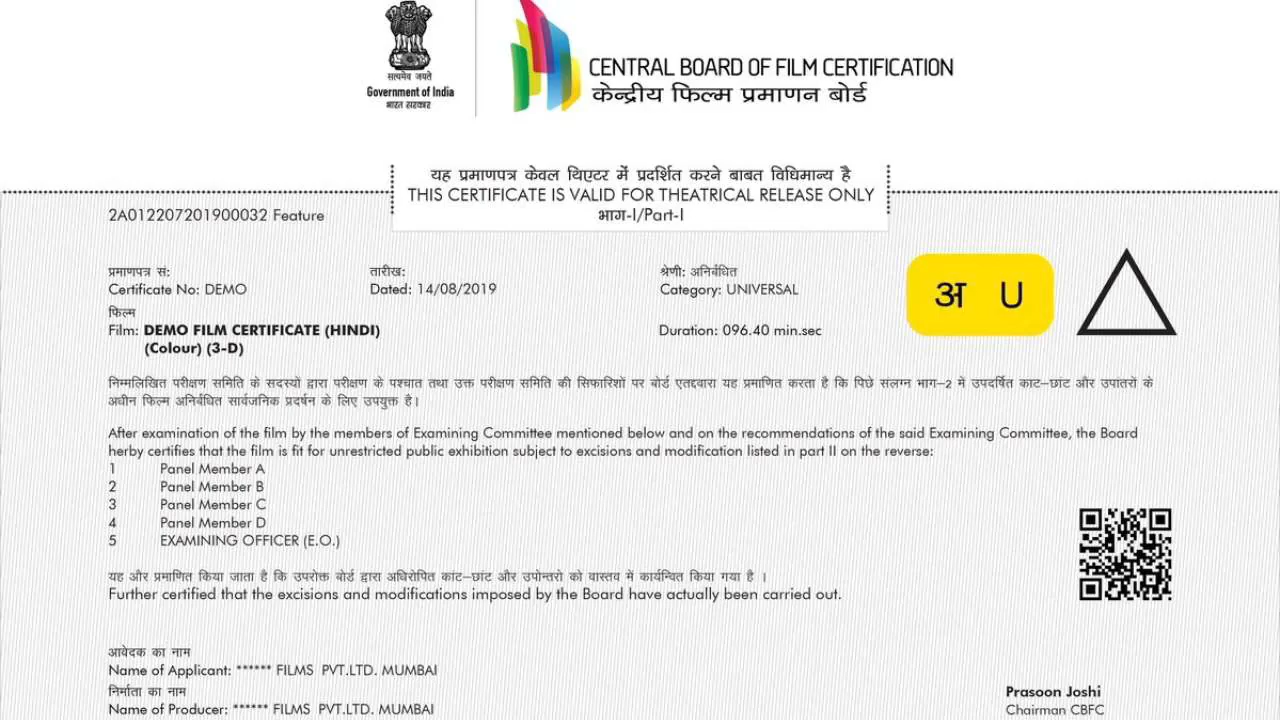 सत्यमेव जयते
Government of India
भारत सरकार
CENTRAL BOARD OF FILM CERTIFICATION
केन्द्रीय फिल्म प्रमाणन बोर्ड
यह प्रमाणपत्र केवल थिएटर में प्रदर्शित करने बाबत विधिमान्य है
THIS CERTIFICATE IS VALID FOR THEATRICAL RELEASE ONLY
भाग-I/Part-I
2A012207201900032 Feature
प्रमाणपत्र सं: तारीख: श्रेणी: अनिर्बंधित
Certificate No: DEMO Dated: 14/08/2019 Category: UNIVERSAL
अ U
फिल्म
Film: DEMO FILM CERTIFICATE (HINDI) Duration: 096.40 min.sec
(Colour) (3-D)
निम्मलिखित परीक्षण समिति के सदस्यों द्वारा परीक्षण के पश्चात तथा उक्त परीक्षण समिति की सिफारिशों पर बोर्ड एतद्दवारा यह प्रमाणित करता है कि पिछे संलग्न भाग–2 में उपदर्षित काट–छांट और उपांतरों के
अधीन फिल्म अनिर्बंधित सार्वजनिक प्रदर्षन के लिए उपयुक्त है।
After examination of the film by the members of Examining Committee mentioned below and on the recommendations of the said Examining Committee, the Board
herby certifies that the film is fit for unrestricted public exhibition subject to excisions and modification listed in part II on the reverse:
1 Panel Member A
2 Panel Member B
3 Panel Member C
4 Panel Member D
5 EXAMINING OFFICER (E.O.)
यह और प्रमाणित किया जाता है कि उपरोक्त बोर्ड द्वारा अधिरोपित कांट–छांट और उपोन्तरो को वास्तव में कार्यन्वित किया गया है ।
Further certified that the excisions and modifications imposed by the Board have actually been carried out.
आवेदक का नाम
Name of Applicant: ****** FILMS PVT.LTD. MUMBAI
निर्माता का नाम
Name of Producer: ****** FILMS PVT.LTD. MUMBAI
Prasoon Joshi
Chairman CBFC